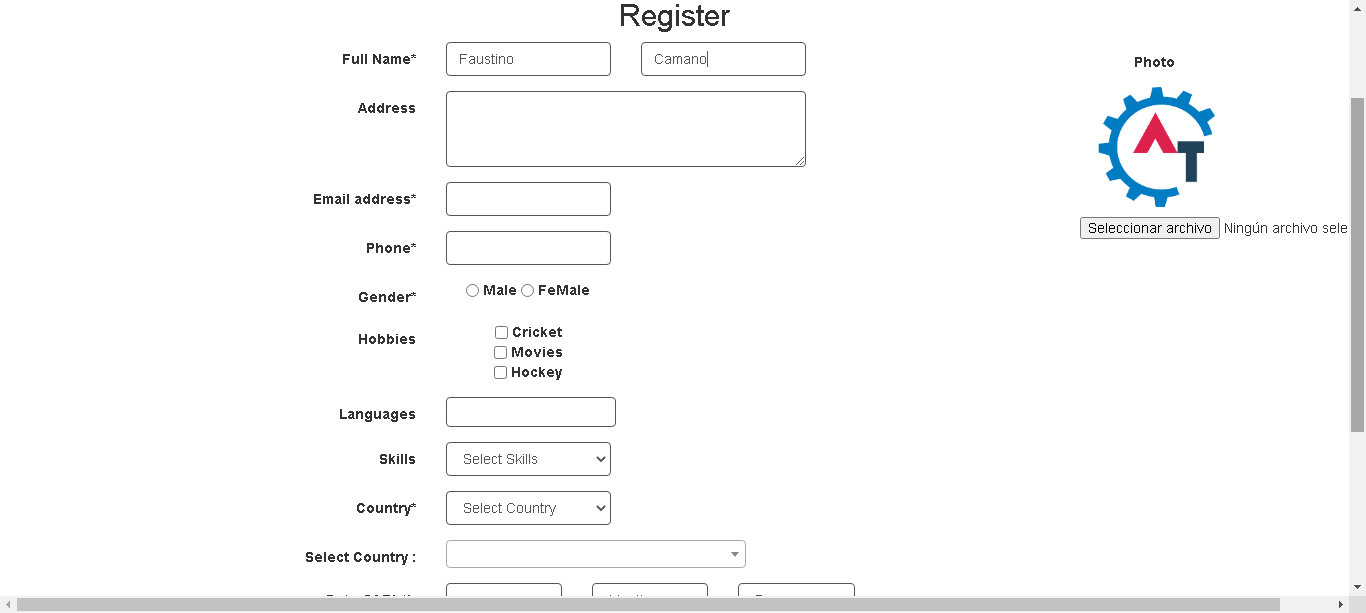 Register
Full Name* Faustino Camano
Photo
Address
AT
Email address*
Seleccionar archivo Ningún archivo sele
Phone*
Gender* Male FeMale
Hobbies Cricket
Movies
Hockey
Languages
Skills Select Skills
Country* Select Country
Select Country :